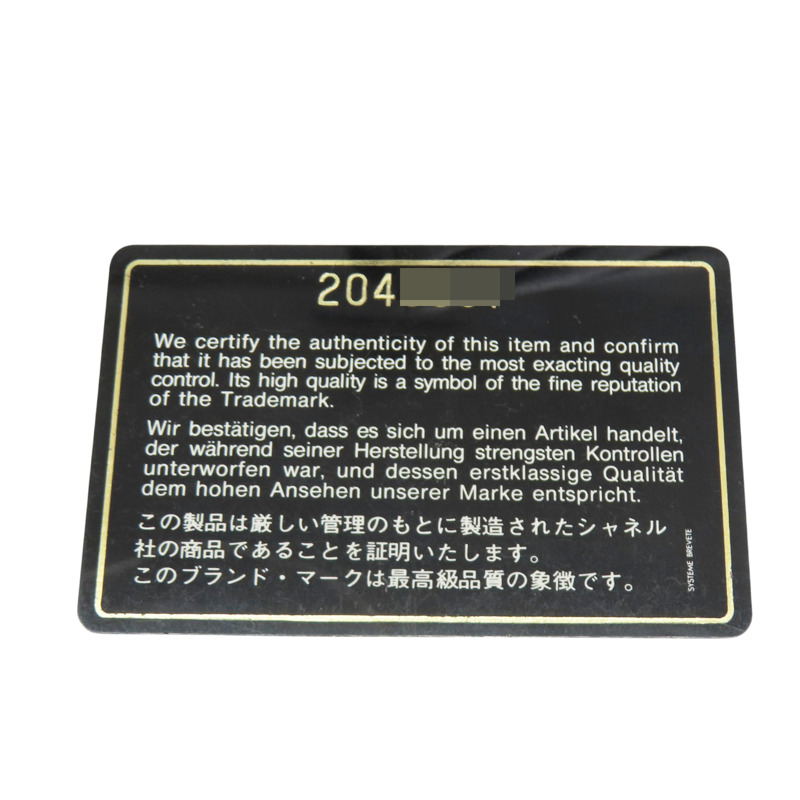 204
We certify the authenticity of this item and confirm
that it has been subjected to the most exacting quality
control. Its high quality is a symbol of the fine reputation
of the Trademark.
Wir bestätigen, dass es sich um einen Artikel handelt,
der während seiner Herstellung strengsten Kontrollen
unterworfen war, und dessen erstklassige Qualität
dem hohen Ansehen unserer Marke entspricht.
この製品は厳しい管理のもとに製造されたシャネル
社の商品であることを証明いたします。
このブランド・マークは最高級品質の象徴です。
SYSTEME BREVETE